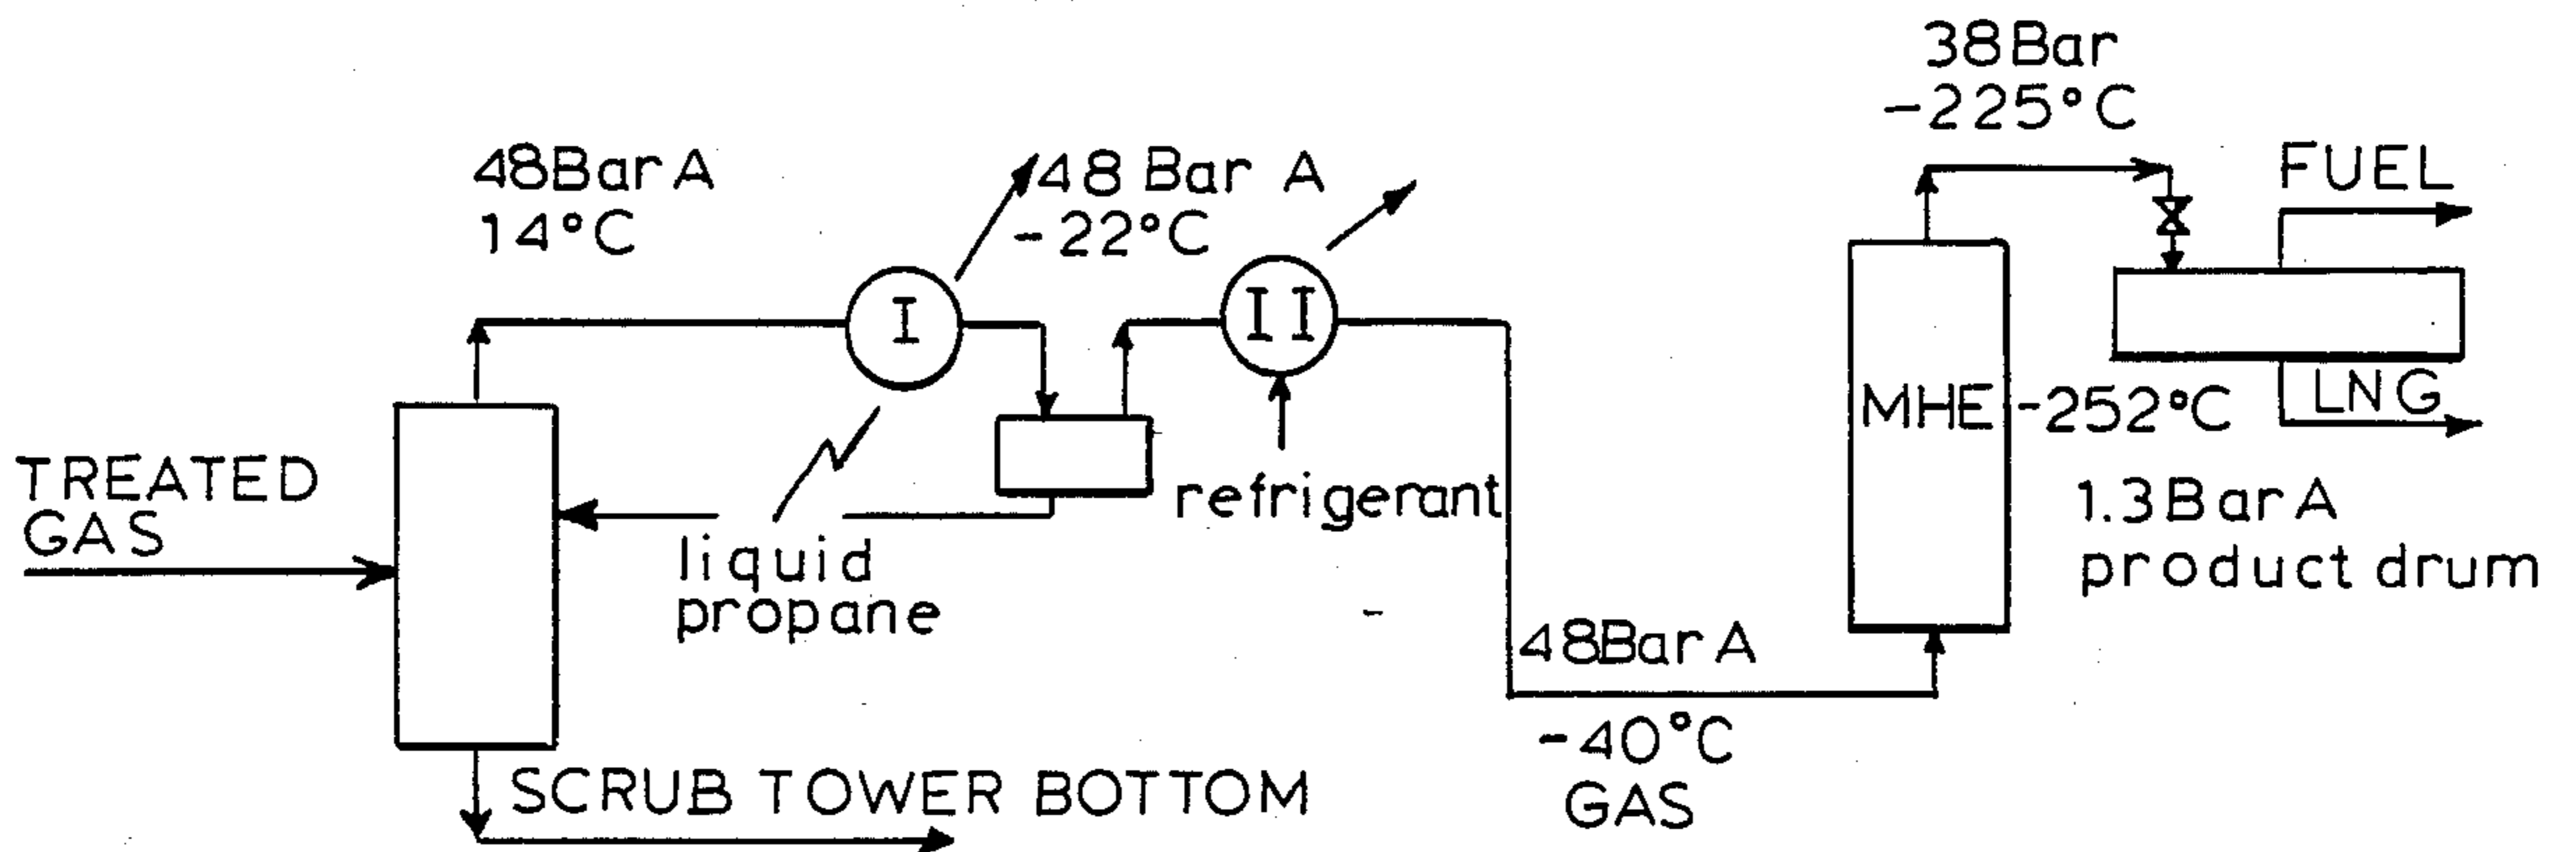 48Bar A
14°C
48 Bar A
-22°C
38Bar
-225°C
FUEL
I
II
TREATED
GAS
liquid
propane
refrigerant
MHE
-252°C
LNG
1.3BarA
product drum
48BarA
-40°C
GAS
SCRUB TOWER BOTTOM